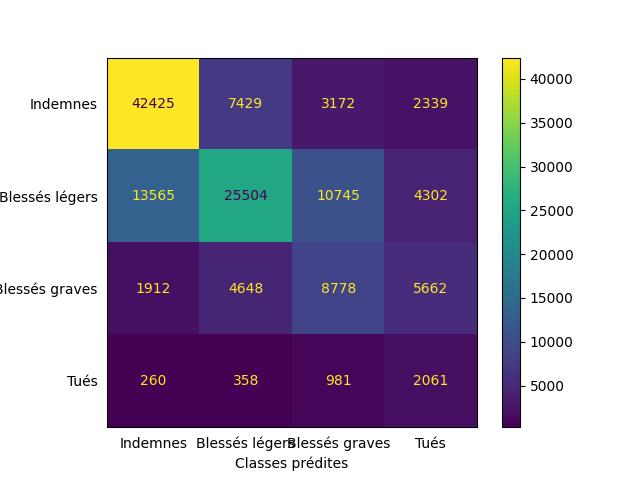 Indemnes 42425 7429 3172 2339
Blessés légers 13565 25504 10745 4302
lessés graves 1912 4648 8778 5662
Tués 260 358 981 2061
Indemnes Blessés légers Blessés graves Tués
Classes prédites
40000
35000
30000
25000
20000
15000
10000
5000